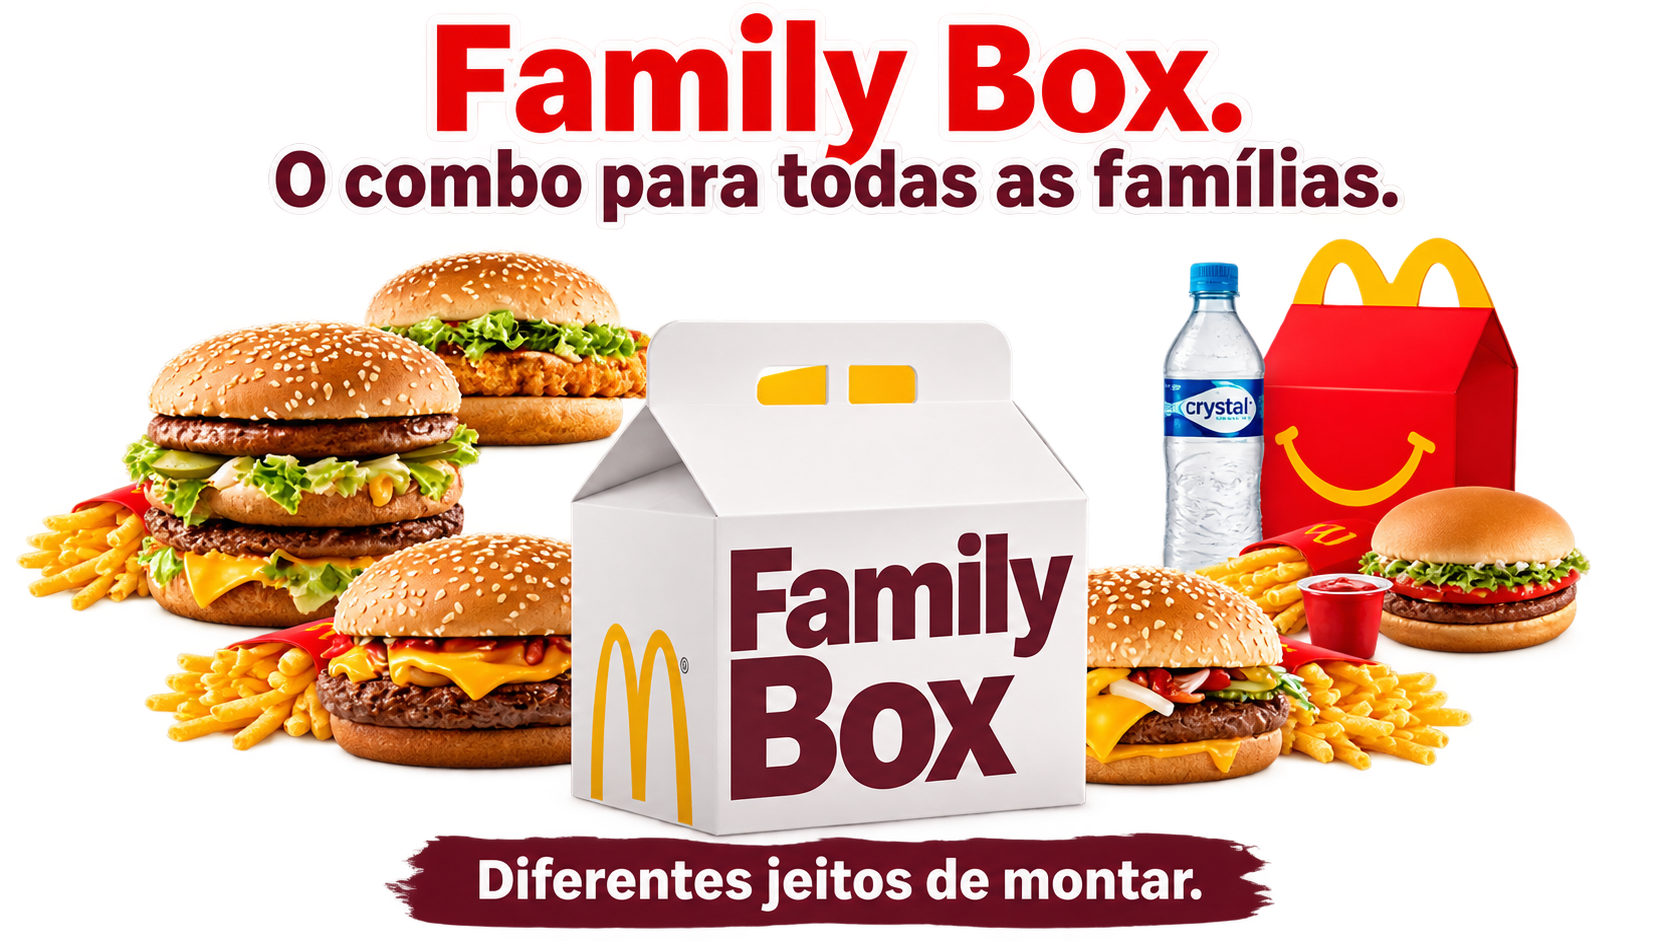 Family Box.
O combo para todas as famílias.
crystal
Family
Box
Diferentes jeitos de montar.